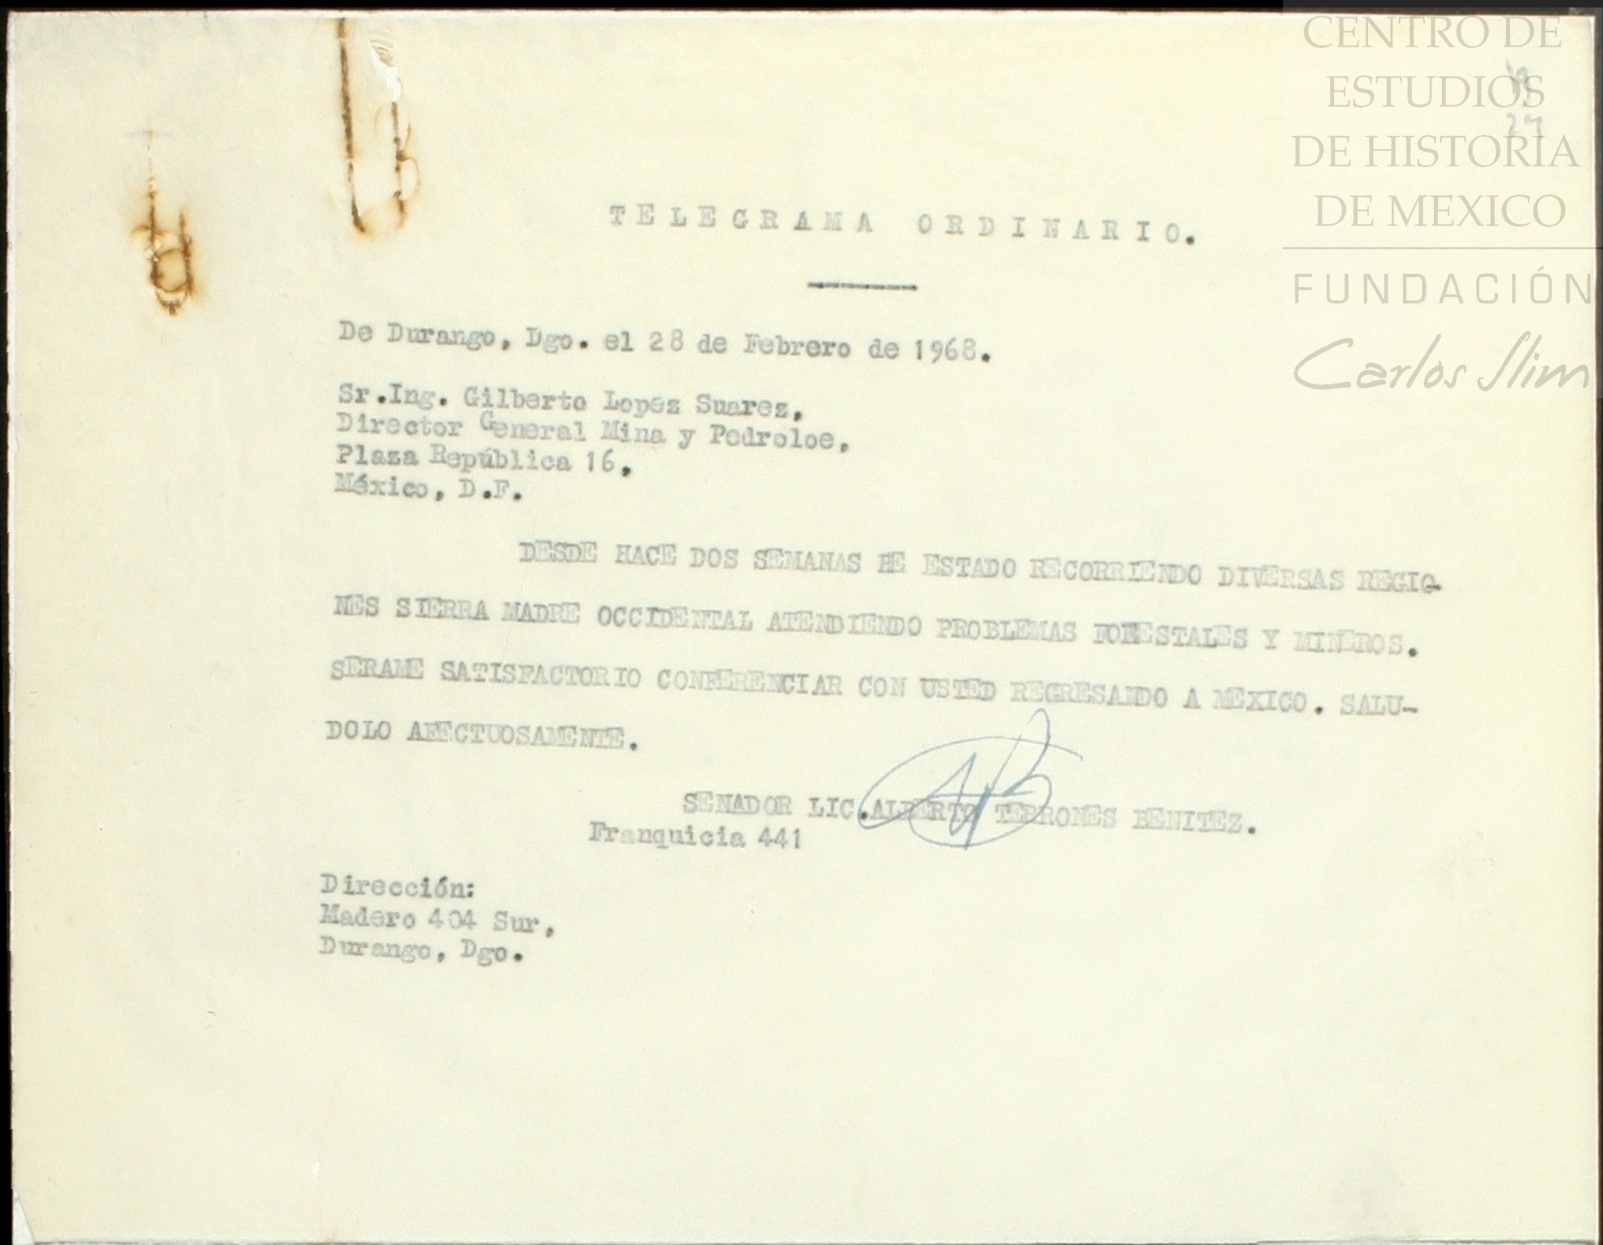 CENTRO DE
ESTUDIOS
DE HISTORIA
DE MEXICO
FUNDACIÓN
Carlos Slim
19
27
TELEGRAMA ORDINARIO.
De Durango, Dgo. el 28 de Febrero de 1968.
Sr.Ing. Gilberto Lopez Suarez,
Director General Mina y Pedroloe,
Plaza República 16,
México, D.F.
DESDE HACE DOS SEMANAS HE ESTADO RECORRIENDO DIVERSAS REGIO-
NES SIERRA MADRE OCCIDENTAL ATENDIENDO PROBLEMAS FORESTALES Y MINEROS.
SERAME SATISFACTORIO CONFERENCIAR CON USTED REGRESANDO A MEXICO. SALU-
DOLO AFECTUOSAMENTE.
SENADOR LIC.ALBERTO TERRONES BENITEZ.
Franquicia 441
Dirección:
Madero 404 Sur,
Durango, Dgo.